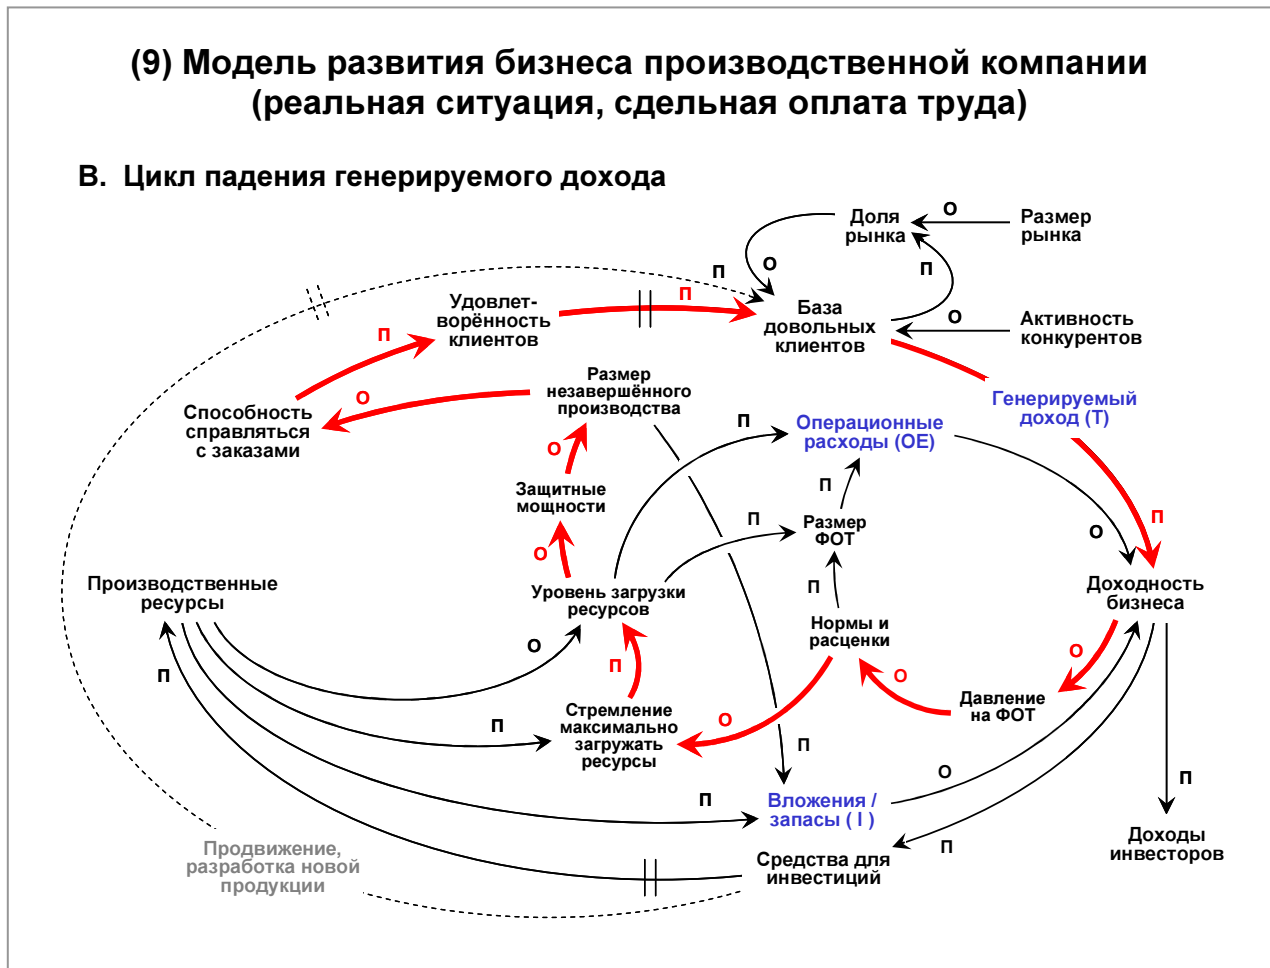 (9) Модель развития бизнеса производственной компании
(реальная ситуация, сдельная оплата труда)
В. Цикл падения генерируемого дохода
Доля
рынка
О
Размер
рынка
П
О
П
П
Удовлет-
ворённость
клиентов
П
База
довольных
клиентов
О
Активность
конкурентов
П
Размер
незавершённого
производства
О
Способность
справляться
с заказами
Генерируемый
доход (Т)
П
Операционные
расходы (ОЕ)
О
Защитные
мощности
П
П
Размер
ФОТ
П
О
О
Производственные
ресурсы
Уровень загрузки
ресурсов
П
Доходность
бизнеса
Нормы и
расценки
О
П
О
О
П
Давление
на ФОТ
Стремление
максимально
загружать
ресурсы
П
О
П
О
П
П
Вложения /
запасы ( I )
Продвижение,
разработка новой
продукции
П
Средства для
инвестиций
Доходы
инвесторов